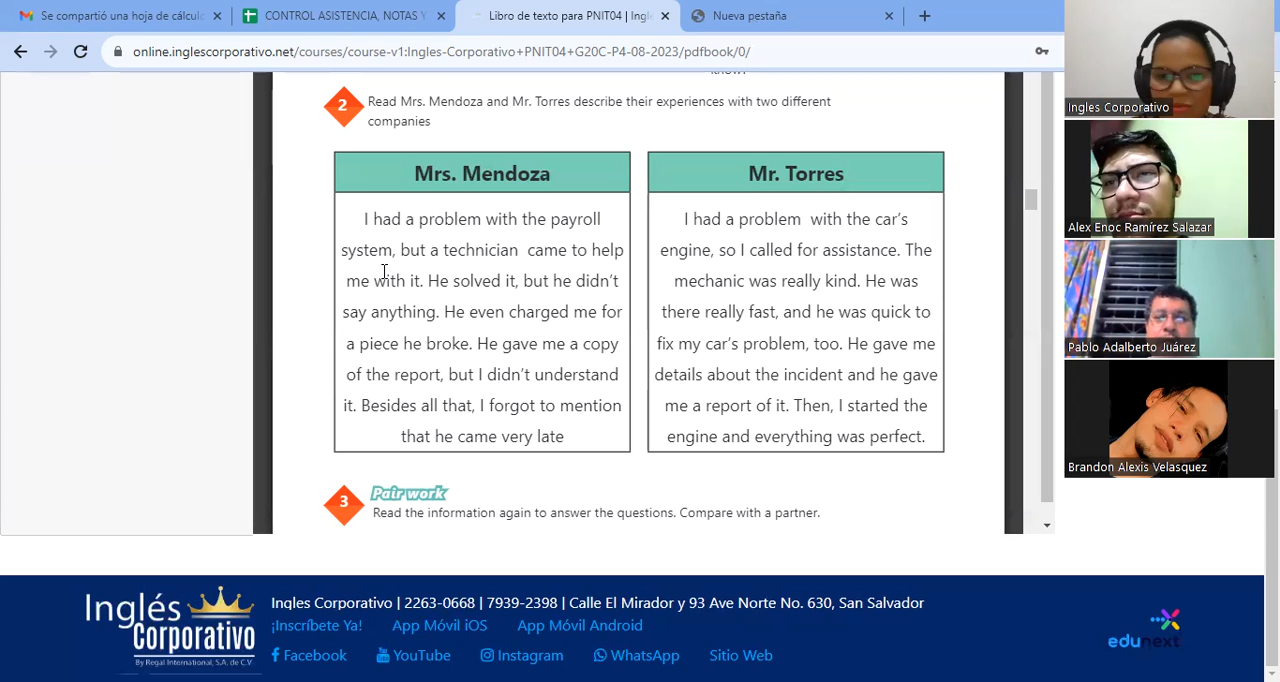 Se compartió una hoja de cálcul
CONTROL ASISTENCIA, NOTAS Y
Libro de texto para PNIT04 | Ingl
Nueva pestaña
online.inglescorporativo.net/courses/course-v1:Ingles-Corporativo+PNIT04+G20C-P4-08-2023/pdfbook/0/
2
Read Mrs. Mendoza and Mr. Torres describe their experiences with two different
companies
Mrs. Mendoza
I had a problem with the payroll
system, but a technician came to help
me with it. He solved it, but he didn't
say anything. He even charged me for
a piece he broke. He gave me a copy
of the report, but I didn't understand
it. Besides all that, I forgot to mention
that he came very late
Mr. Torres
I had a problem with the car's
engine, so I called for assistance. The
mechanic was really kind. He was
there really fast, and he was quick to
fix my car's problem, too. He gave me
details about the incident and he gave
me a report of it. Then, I started the
engine and everything was perfect.
3
Pair work
Read the information again to answer the questions. Compare with a partner.
Inglés
Corporativo
By Regal International, S.A. de C.V.
Ingles Corporativo | 2263-0668 | 7939-2398 | Calle El Mirador y 93 Ave Norte No. 630, San Salvador
¡Inscríbete Ya!
App Móvil iOS
App Móvil Android
Facebook
YouTube
Instagram
WhatsApp
Sitio Web
edunext
Ingles Corporativo
Alex Enoc Ramírez Salazar
Pablo Adalberto Juárez
Brandon Alexis Velasquez